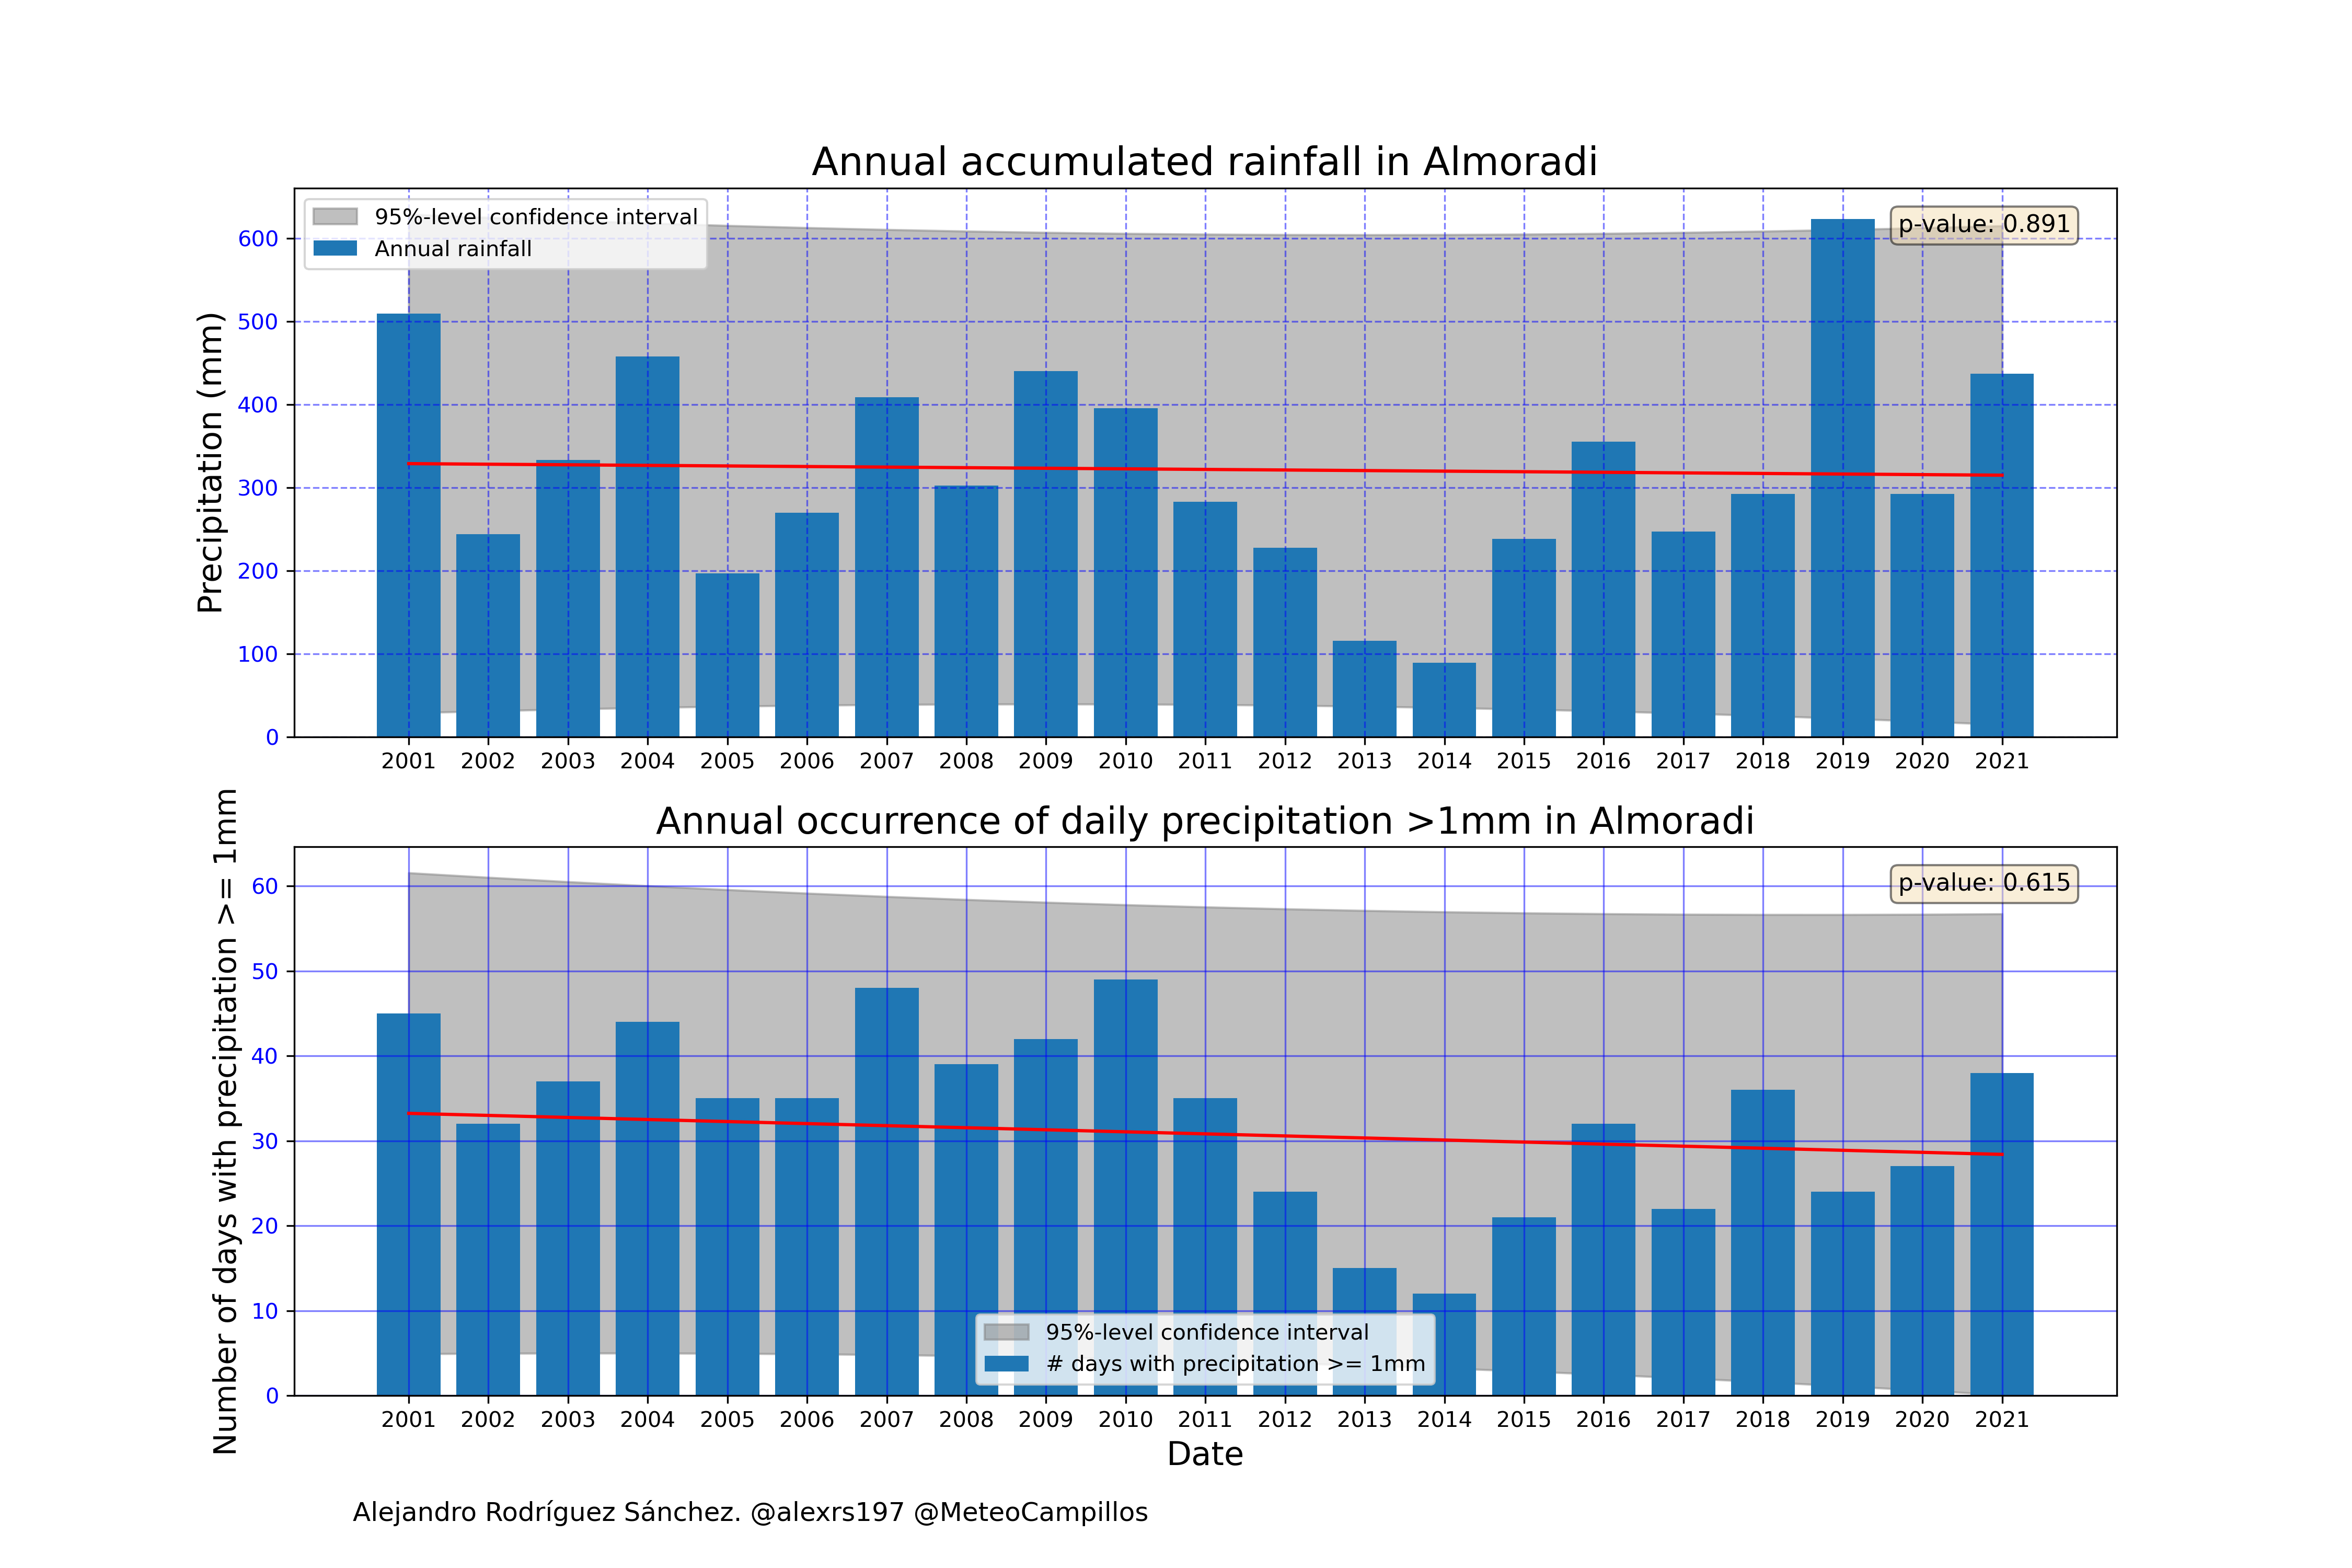 Annual accumulated rainfall in Almoradi
95%-level confidence interval
Annual rainfall
p-value: 0.891
Precipitation (mm)
600
500
400
300
200
100
0
2001 2002 2003 2004 2005 2006 2007 2008 2009 2010 2011 2012 2013 2014 2015 2016 2017 2018 2019 2020 2021
Annual occurrence of daily precipitation >1mm in Almoradi
p-value: 0.615
Number of days with precipitation >= 1mm
60
50
40
30
20
10
0
95%-level confidence interval
# days with precipitation >= 1mm
2001 2002 2003 2004 2005 2006 2007 2008 2009 2010 2011 2012 2013 2014 2015 2016 2017 2018 2019 2020 2021
Date
Alejandro Rodríguez Sánchez. @alexrs197 @MeteoCampillos